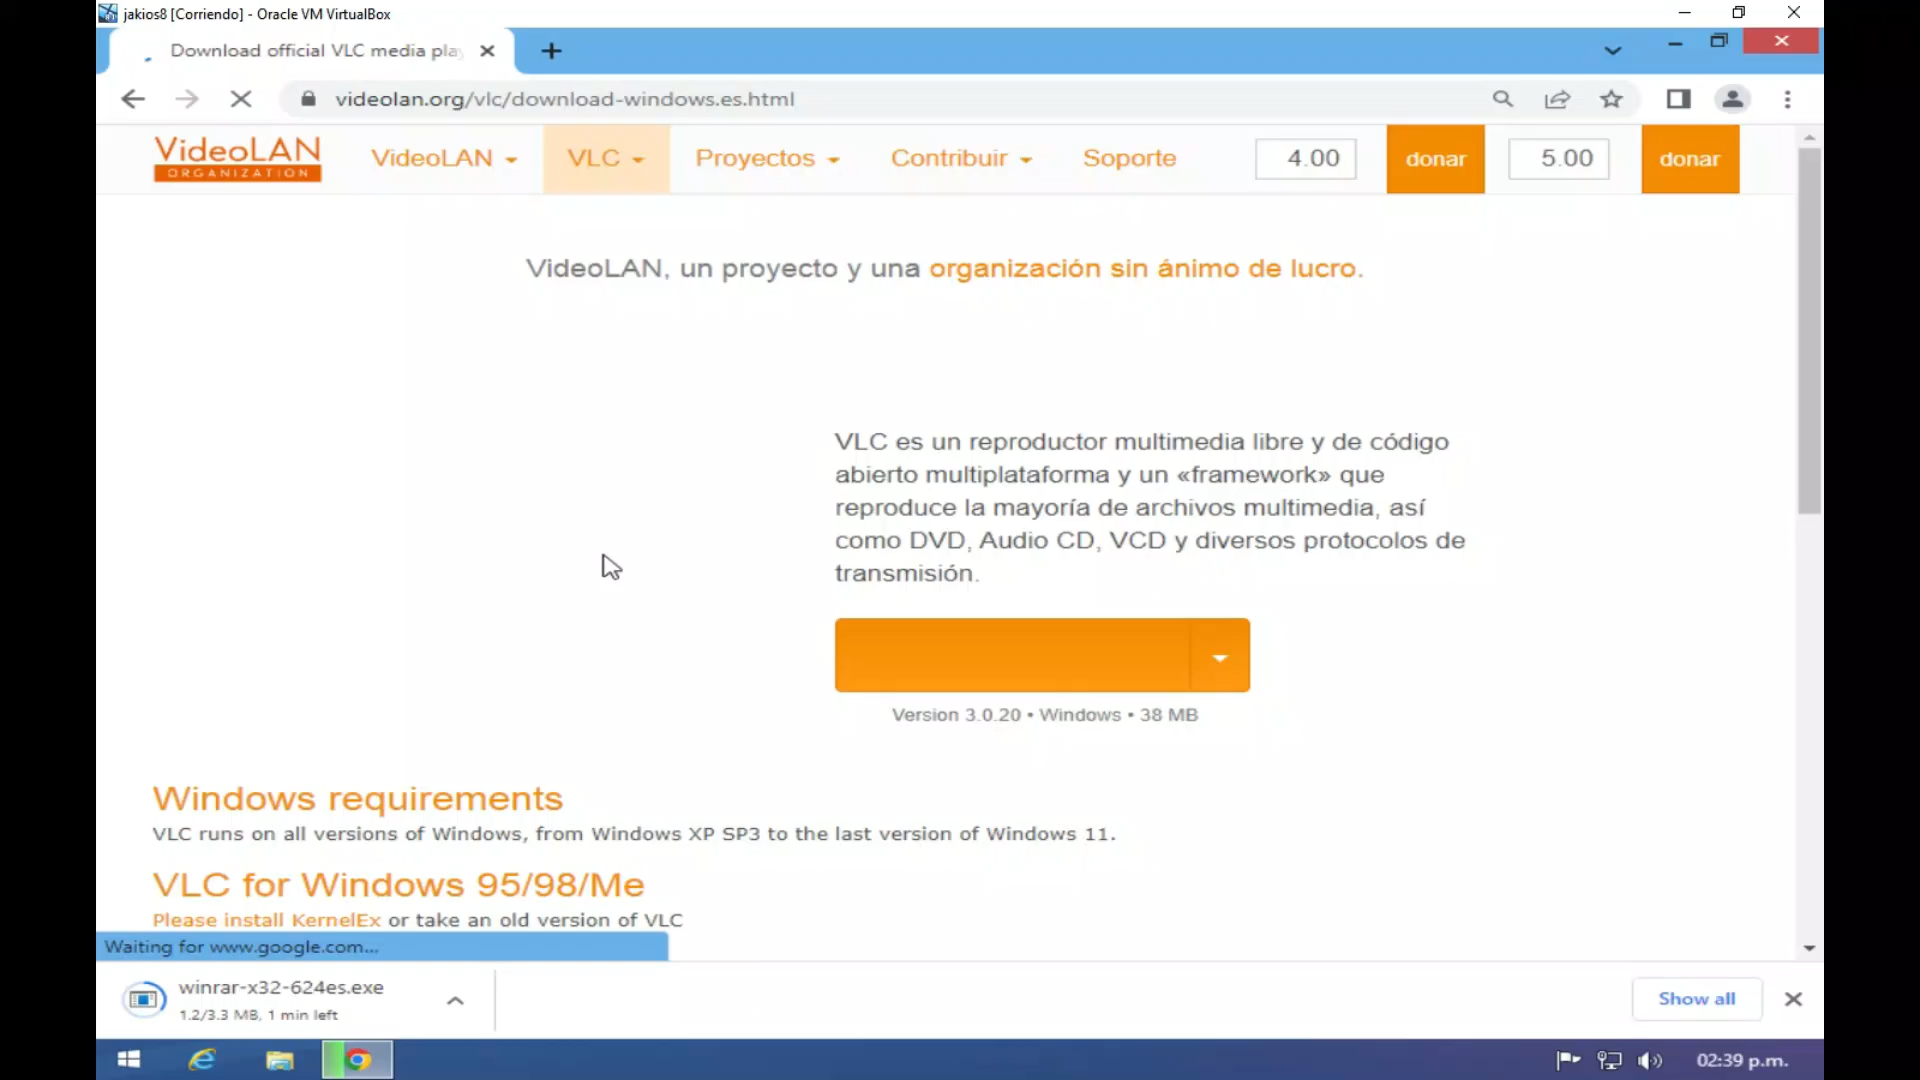 jakios8 [Corriendo] - Oracle VM VirtualBox
Download official VLC media pla
videolan.org/vlc/download-windows.es.html
VideoLAN
ORGANIZATION
VideoLAN
VLC
Proyectos
Contribuir
Soporte
4.00
donar
5.00
donar
VideoLAN, un proyecto y una organización sin ánimo de lucro.
VLC es un reproductor multimedia libre y de código
abierto multiplataforma y un «framework» que
reproduce la mayoría de archivos multimedia, así
como DVD, Audio CD, VCD y diversos protocolos de
transmisión.
Version 3.0.20 • Windows • 38 MB
Windows requirements
VLC runs on all versions of Windows, from Windows XP SP3 to the last version of Windows 11.
VLC for Windows 95/98/Me
Please install KernelEx or take an old version of VLC
Waiting for www.google.com...
winrar-x32-624es.exe
1.2/3.3 MB, 1 min left
Show all
02:39 p.m.